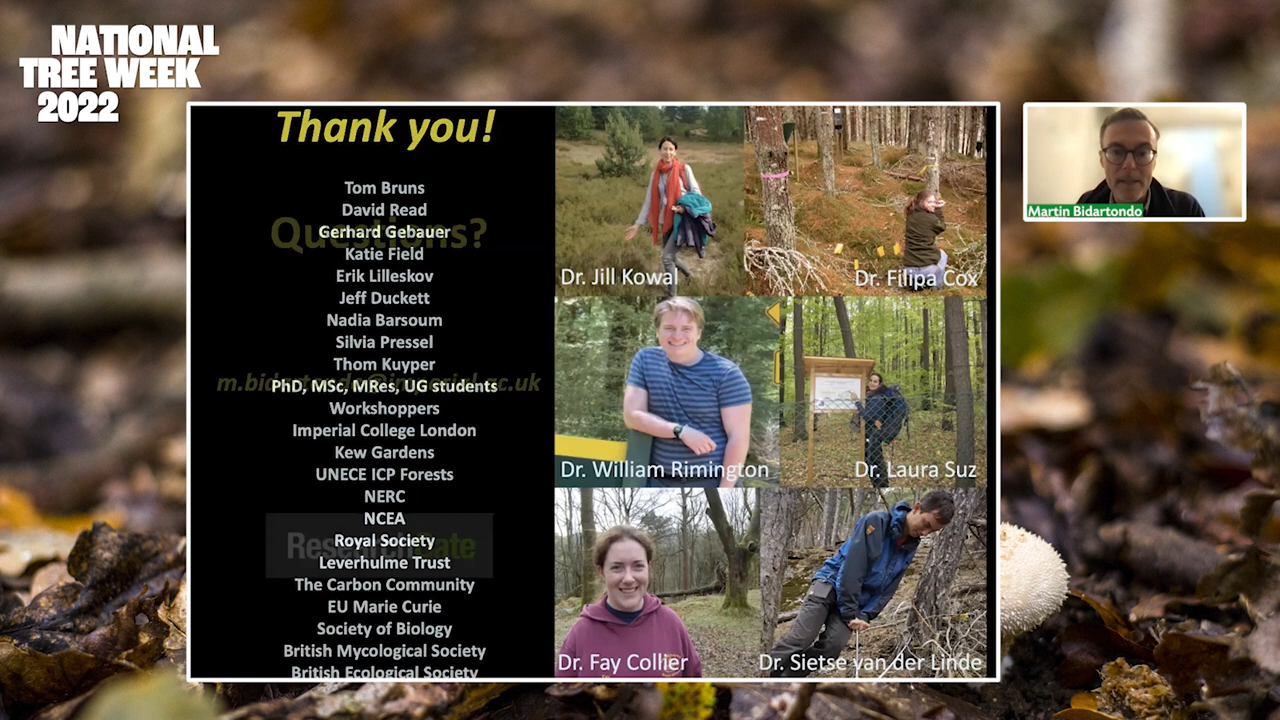 NATIONAL
TREE WEEK
2022
Thank you!
Questions?
Tom Bruns
David Read
Gerhard Gebauer
Katie Field
Erik Lilleskov
Jeff Duckett
Nadia Barsoum
Silvia Pressel
Thom Kuyper
PhD, MSc, MRes, UG students
Workshoppers
Imperial College London
Kew Gardens
UNECE ICP Forests
NERC
NCEA
Royal Society
Leverhulme Trust
The Carbon Community
EU Marie Curie
Society of Biology
British Mycological Society
British Ecological Society
Dr. Jill Kowal
Dr. Filipa Cox
Dr. William Rimington
Dr. Laura Suz
Dr. Fay Collier
Dr. Sietse van der Linde
Martin Bidartondo